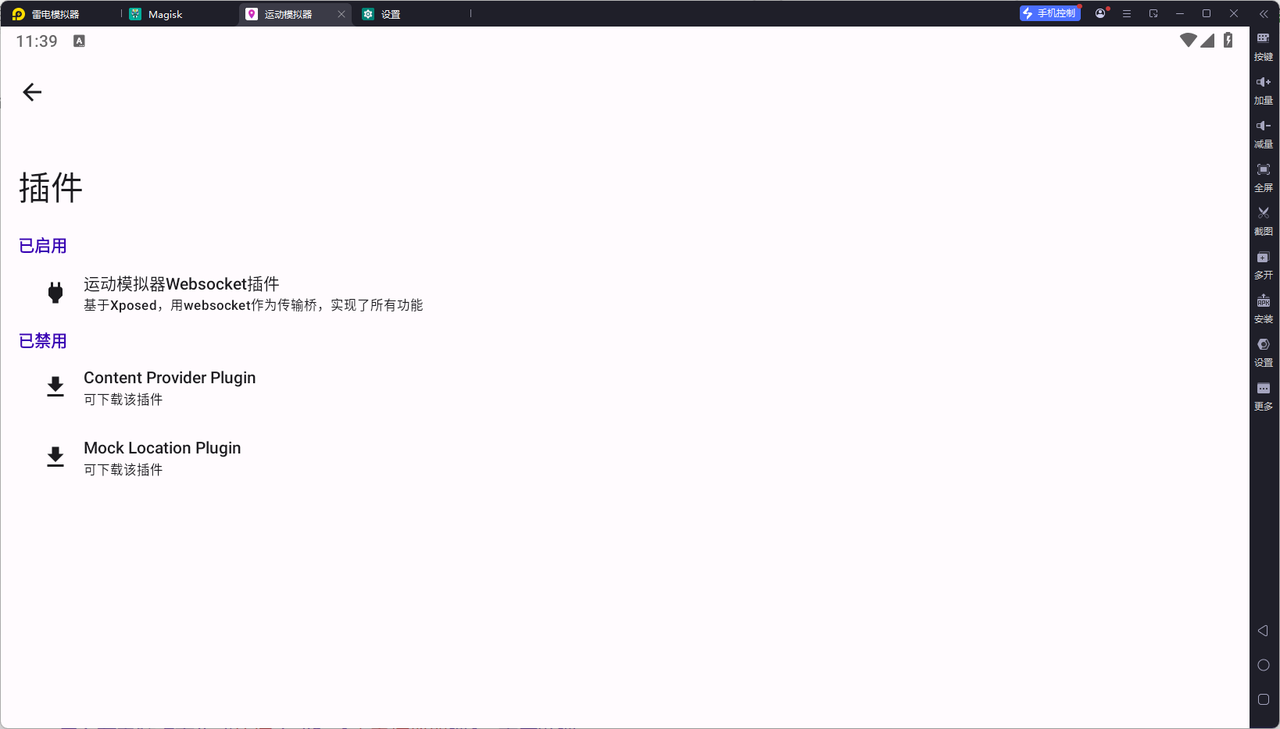 雷电模拟器 Magisk 运动模拟器 设置 手机控制
11:39 A
按键
加量
减量
全屏
截图
多开
安装
设置
更多
插件
已启用
运动模拟器Websocket插件
基于Xposed，用websocket作为传输桥，实现了所有功能
已禁用
Content Provider Plugin
可下载该插件
Mock Location Plugin
可下载该插件